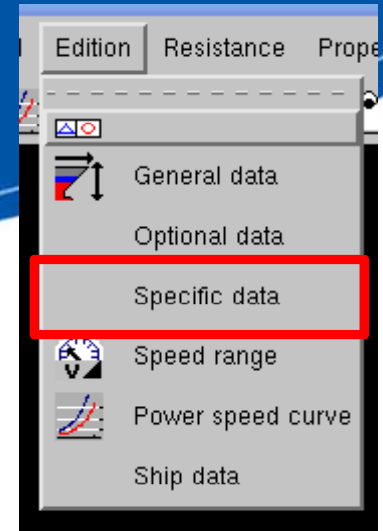 Edition Resistance Prope
General data
Optional data
Specific data
V
Speed range
Power speed curve
Ship data